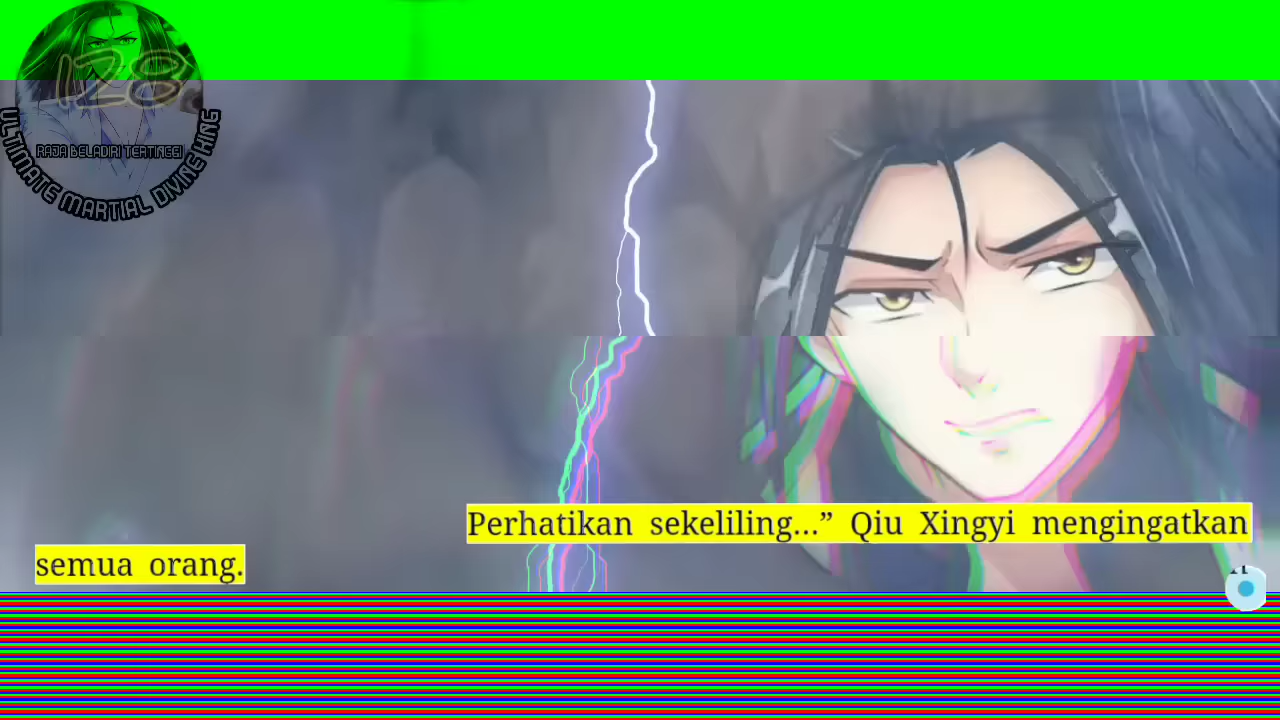 128
RAJA BELADIRI TERTINGGI
ULTIMATE MARTIAL DIVINE KING
Perhatikan sekeliling...” Qiu Xingyi mengingatkan
semua orang.